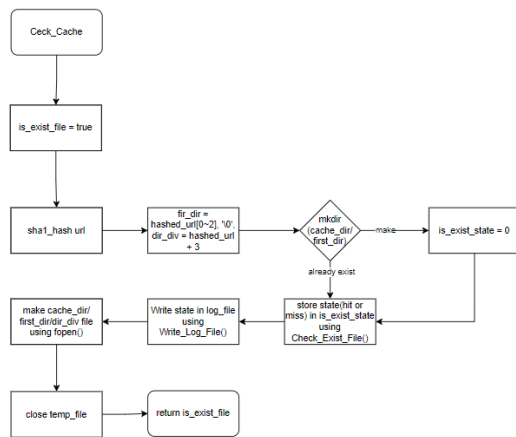 Ceck_Cache
is_exist_file = true
sha1_hash url
fir_dir =
hashed_url[0~2], '\0',
dir_div = hashed_url
+ 3
mkdir
(cache_dir/
first_dir)
make
is_exist_state = 0
already exist
store state(hit or
miss) in is_exist_state
using
Check_Exist_File()
Write state in log_file
using
Write_Log_File()
make cache_dir/
first_dir/dir_div file
using fopen()
close temp_file
return is_exist_file